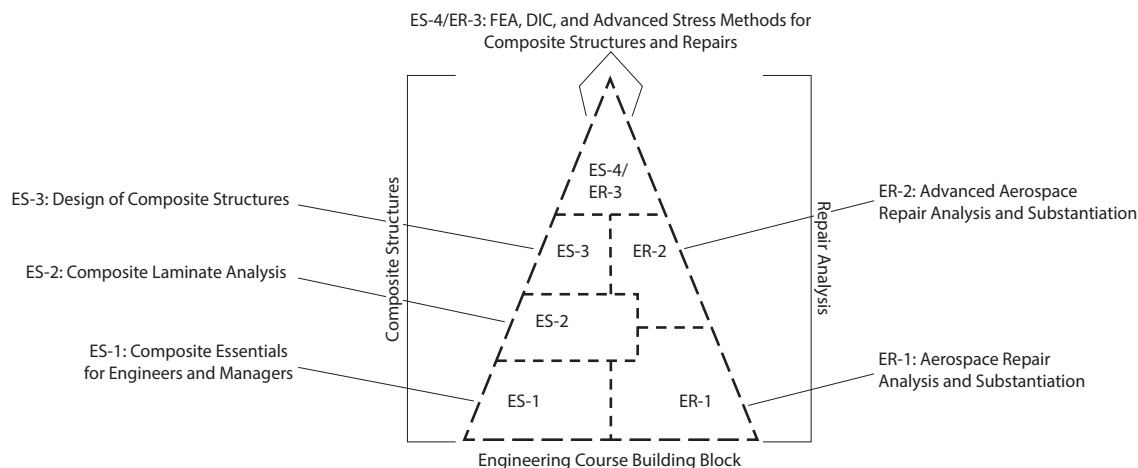 ES-4/ER-3: FEA, DIC, and Advanced Stress Methods for
Composite Structures and Repairs
ES-4/
ER-3
ES-3: Design of Composite Structures
Composite Structures
Repair Analysis
ER-2: Advanced Aerospace
Repair Analysis and Substantiation
ES-3
ER-2
ES-2: Composite Laminate Analysis
ES-2
ES-1: Composite Essentials
for Engineers and Managers
ER-1: Aerospace Repair
Analysis and Substantiation
ES-1
ER-1
Engineering Course Building Block